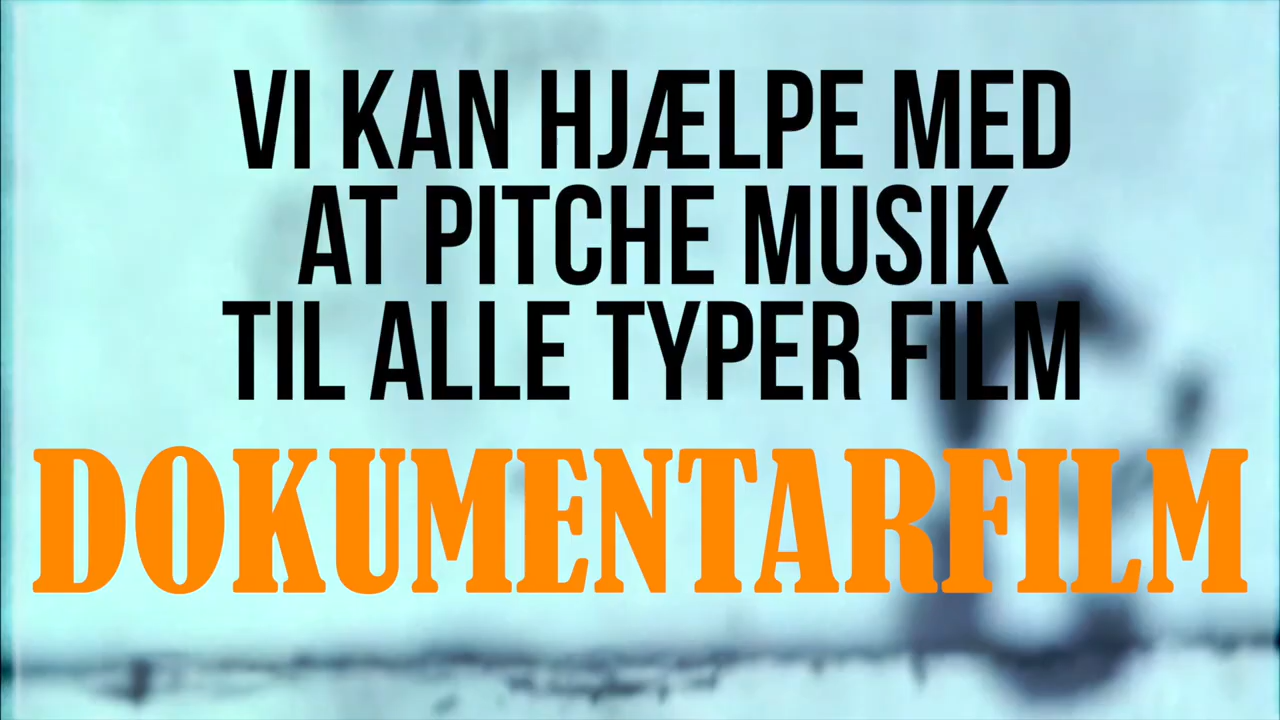 VI KAN HJÆLPE MED
AT PITCHE MUSIK
TIL ALLE TYPER FILM
DOKUMENTARFILM